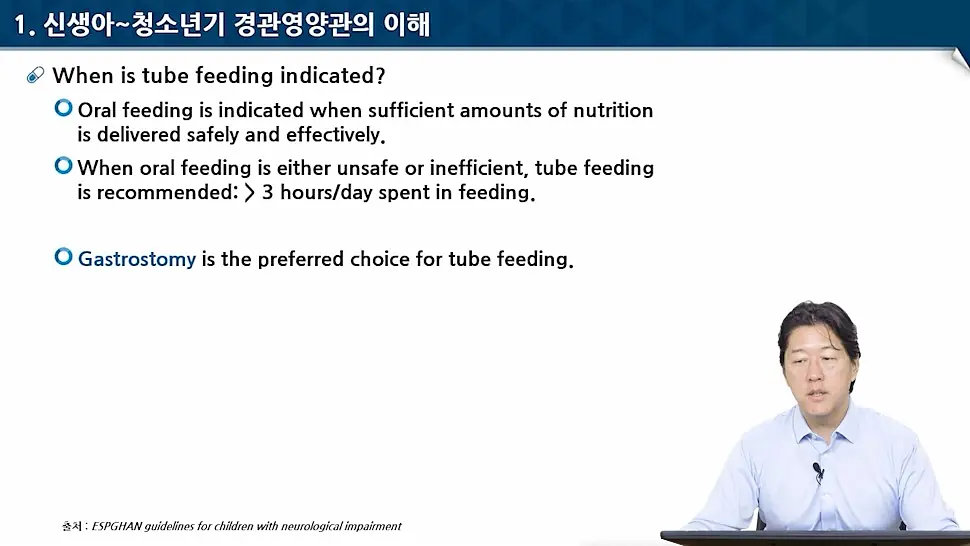 1. 신생아~청소년기 경관영양관의 이해
When is tube feeding indicated?
Oral feeding is indicated when sufficient amounts of nutrition
is delivered safely and effectively.
When oral feeding is either unsafe or inefficient, tube feeding
is recommended: > 3 hours/day spent in feeding.
Gastrostomy is the preferred choice for tube feeding.
출처 : ESPGHAN guidelines for children with neurological impairment